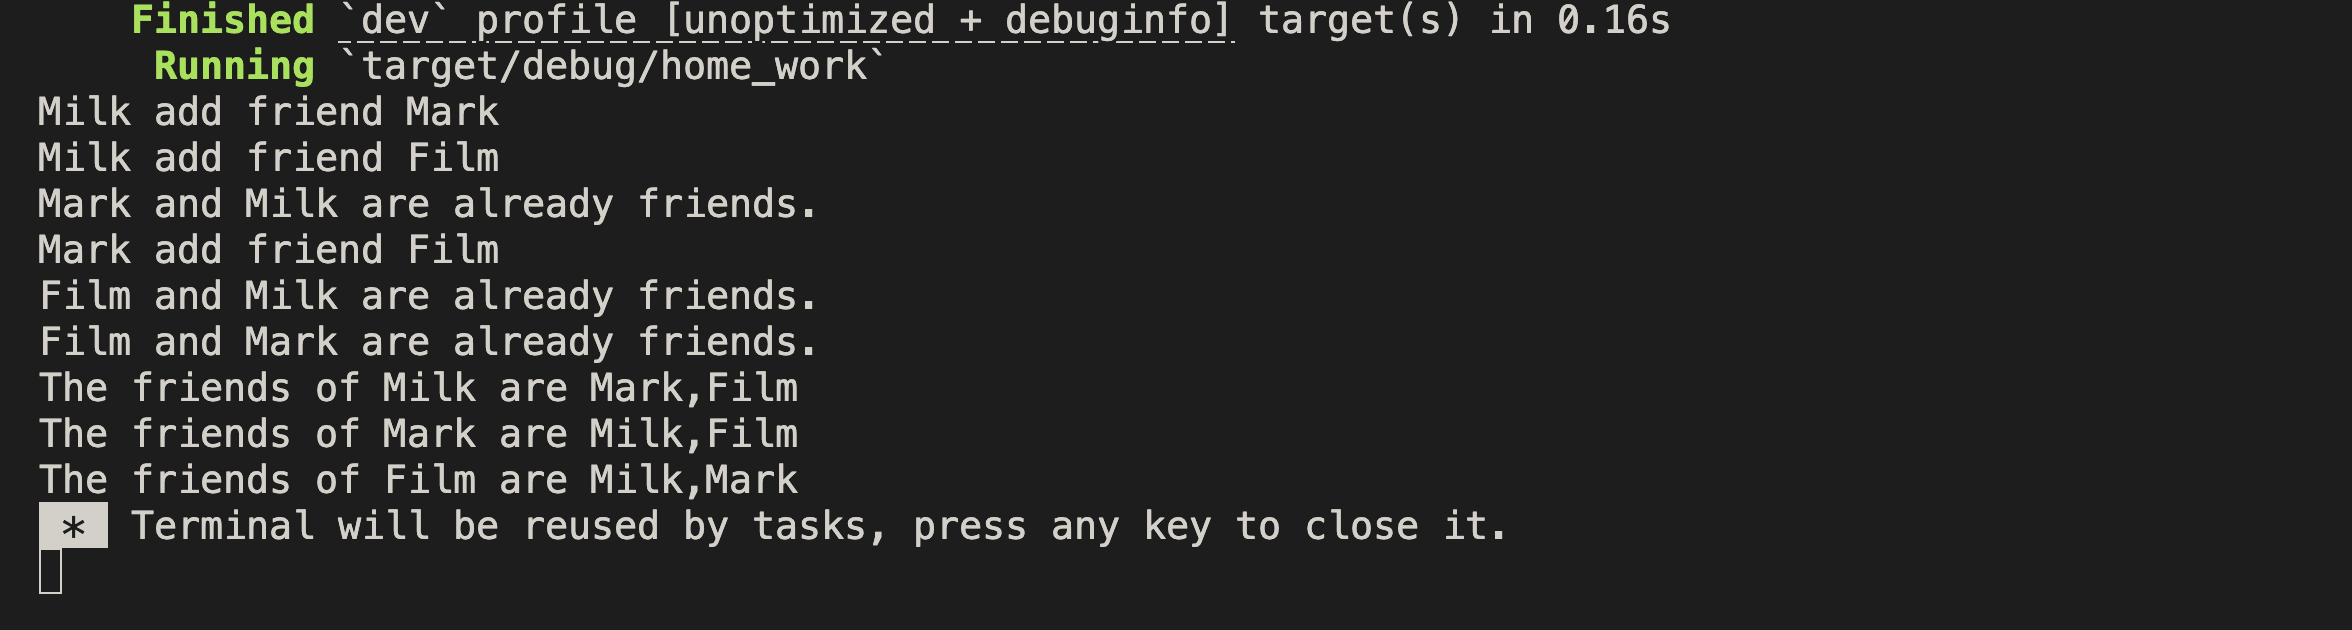 Finished `dev` profile [unoptimized + debuginfo] target(s) in 0.16s
Running `target/debug/home_work`
Milk add friend Mark
Milk add friend Film
Mark and Milk are already friends.
Mark add friend Film
Film and Milk are already friends.
Film and Mark are already friends.
The friends of Milk are Mark,Film
The friends of Mark are Milk,Film
The friends of Film are Milk,Mark
* Terminal will be reused by tasks, press any key to close it.